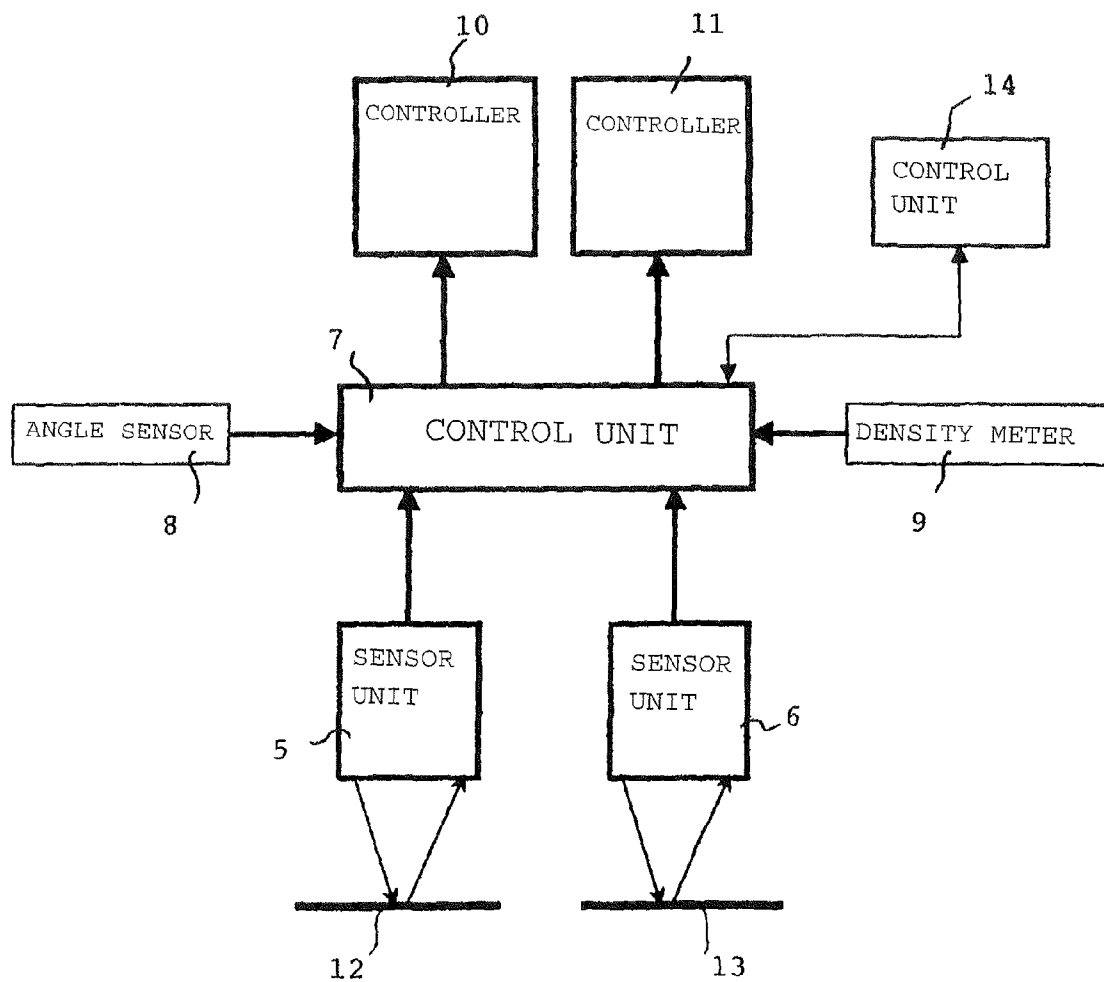 10
11
14
CONTROLLER
CONTROLLER
CONTROL
UNIT
7
ANGLE SENSOR
CONTROL UNIT
DENSITY METER
8
9
SENSOR
UNIT
SENSOR
UNIT
5
6
12
13